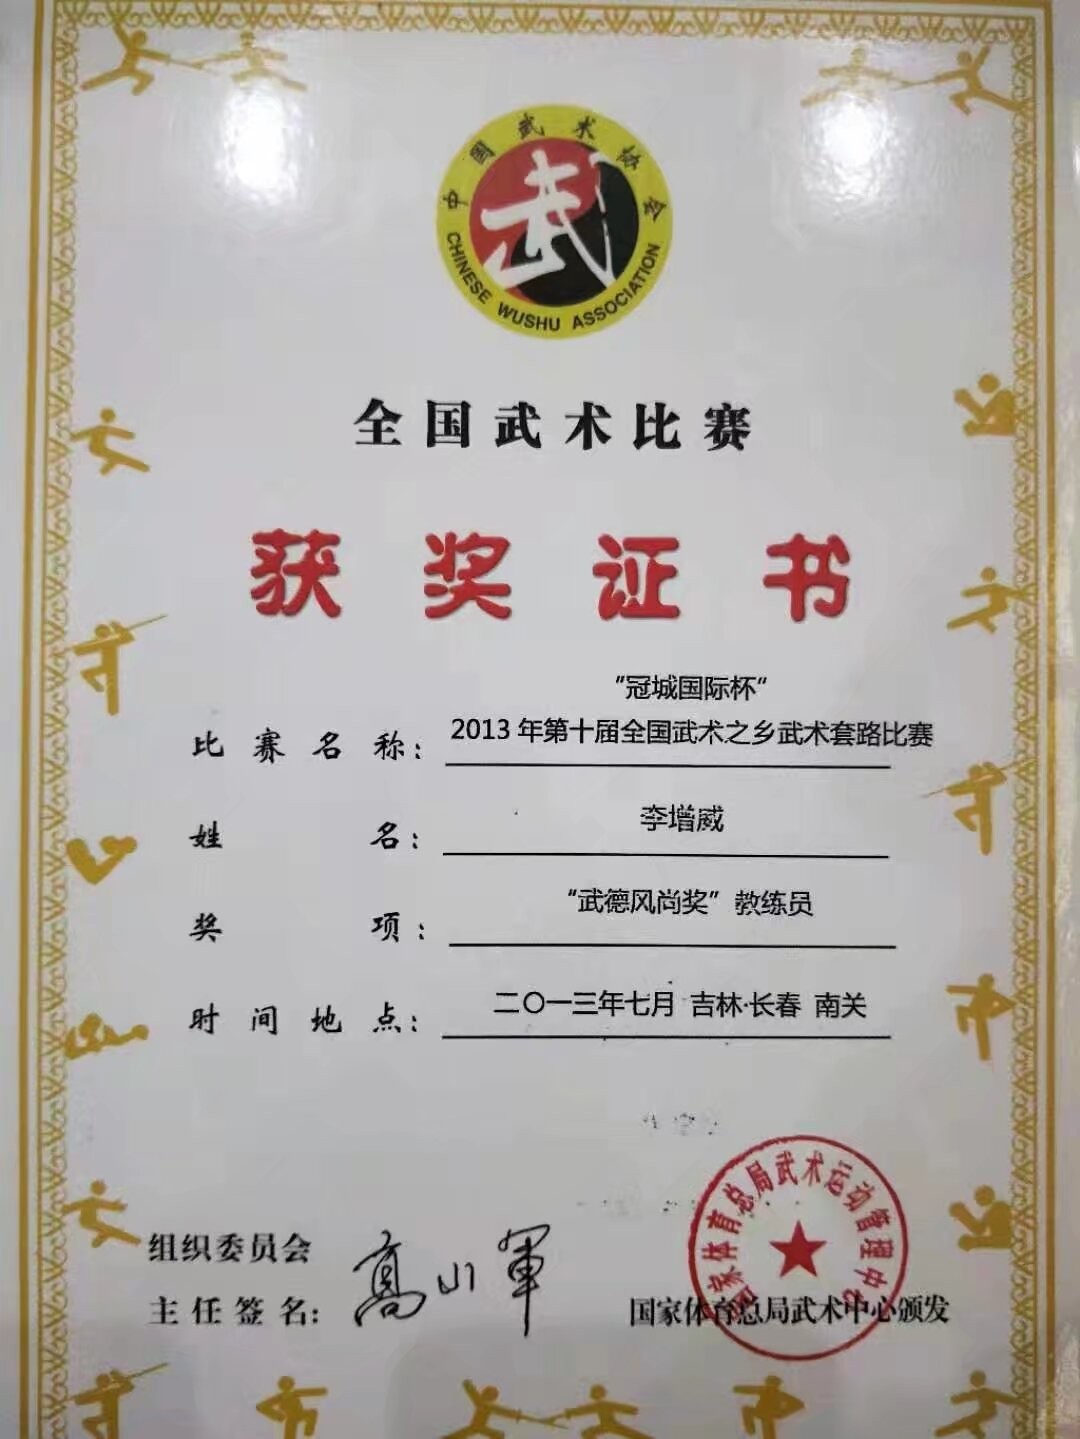 中国武术协会
CHINESE WUSHU ASSOCIATION
武
全国武术比赛
获奖证书
“冠城国际杯”
比赛名称：2013年第十届全国武术之乡武术套路比赛
姓名：李增威
奖项：“武德风尚奖”教练员
时间地点：二〇一三年七月 吉林·长春 南关
国家体育总局武术运动管理中心
组织委员会
主任签名：高小军
国家体育总局武术中心颁发